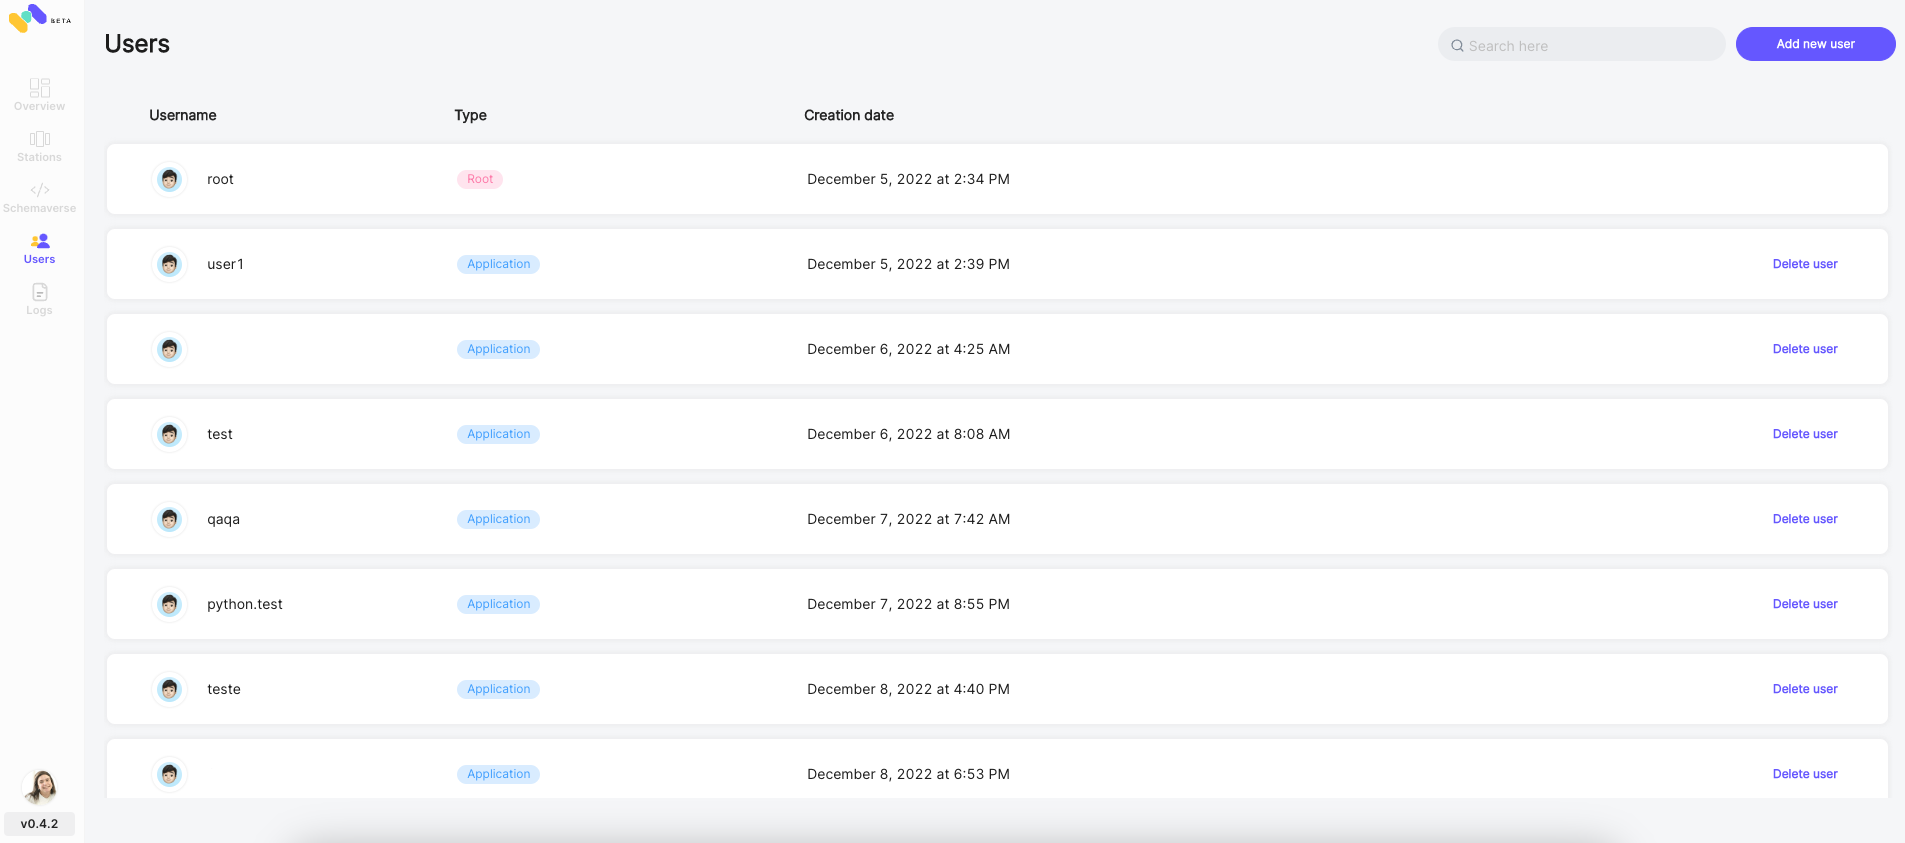 BETA
Users
Search here
Add new user
Overview
Stations
Schemaverse
Users
Logs
v0.4.2
Username Type Creation date
root Root December 5, 2022 at 2:34 PM
user1 Application December 5, 2022 at 2:39 PM Delete user
Application December 6, 2022 at 4:25 AM Delete user
test Application December 6, 2022 at 8:08 AM Delete user
qaqa Application December 7, 2022 at 7:42 AM Delete user
python.test Application December 7, 2022 at 8:55 PM Delete user
teste Application December 8, 2022 at 4:40 PM Delete user
Application December 8, 2022 at 6:53 PM Delete user